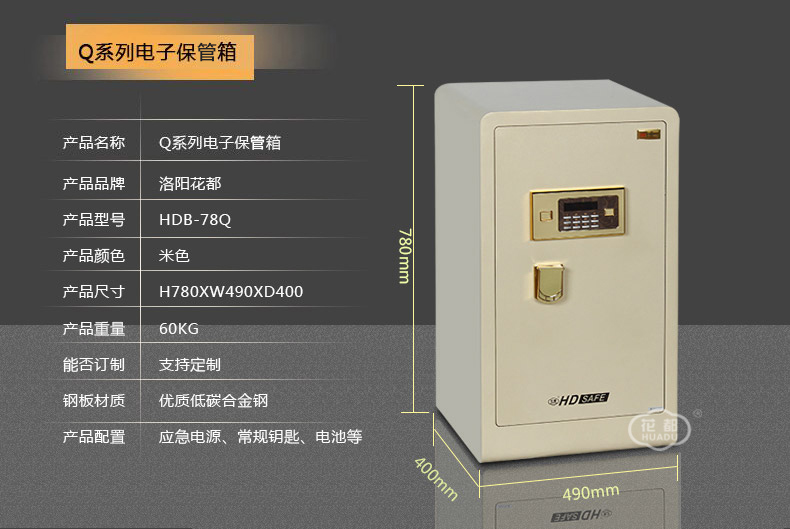 Q系列电子保管箱
产品名称 Q系列电子保管箱
产品品牌 洛阳花都
产品型号 HDB-78Q
产品颜色 米色
产品尺寸 H780XW490XD400
产品重量 60KG
能否订制 支持定制
钢板材质 优质低碳合金钢
产品配置 应急电源、常规钥匙、电池等
780mm
HD SAFE
花都®
HUADU
400mm
490mm